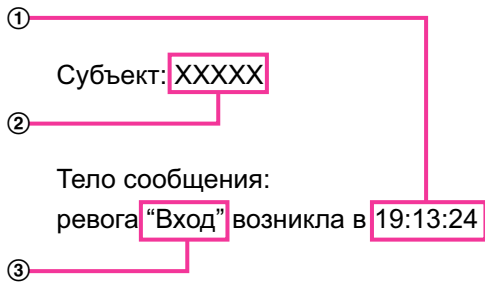 ①
Субъект: XXXXX
②
Тело сообщения:
ревога “Вход” возникла в 19:13:24
③